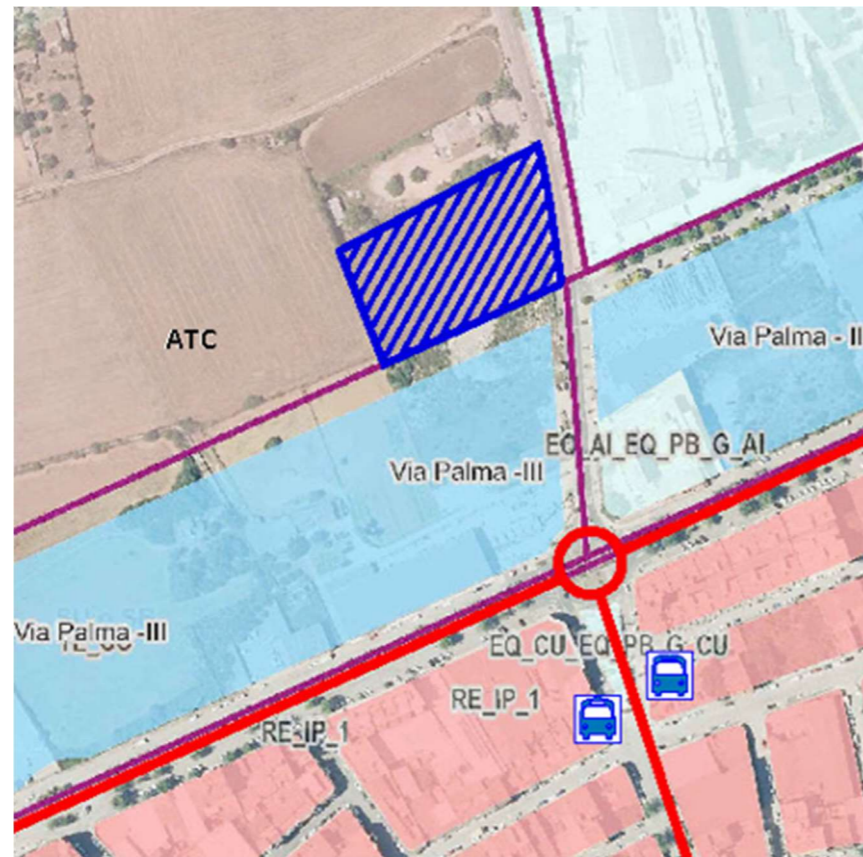 ATC
Via Palma - II
EQ_AI_EQ_PB_G_AI
Via Palma -III
Via Palma -III
EQ_CU_EQ_PB_G_CU
RE_IP_1
RE_IP_1